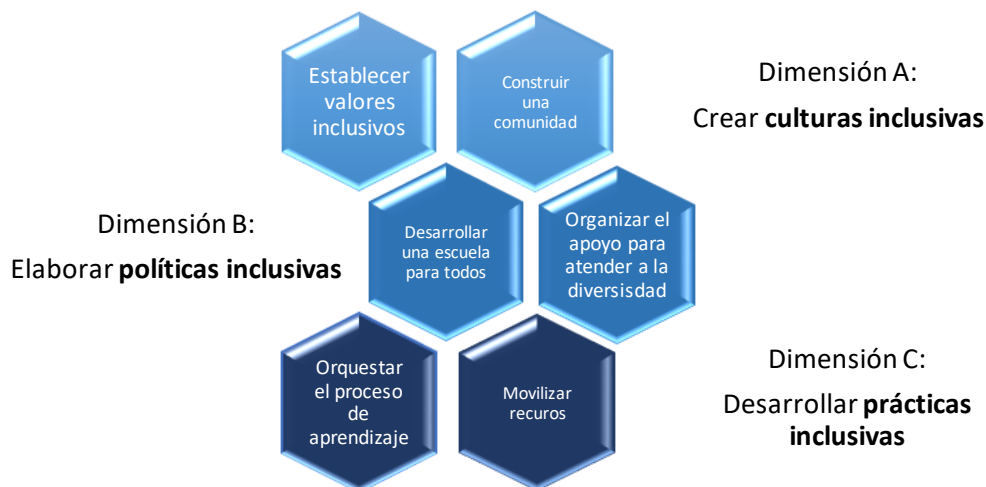 Establecer
valores
inclusivos
Construir
una
comunidad
Dimensión A:
Crear culturas inclusivas
Dimensión B:
Elaborar políticas inclusivas
Desarrollar
una escuela
para todos
Organizar el
apoyo para
atender a la
diversisdad
Orquestar
el proceso
de
aprendizaje
Movilizar
recuros
Dimensión C:
Desarrollar prácticas
inclusivas